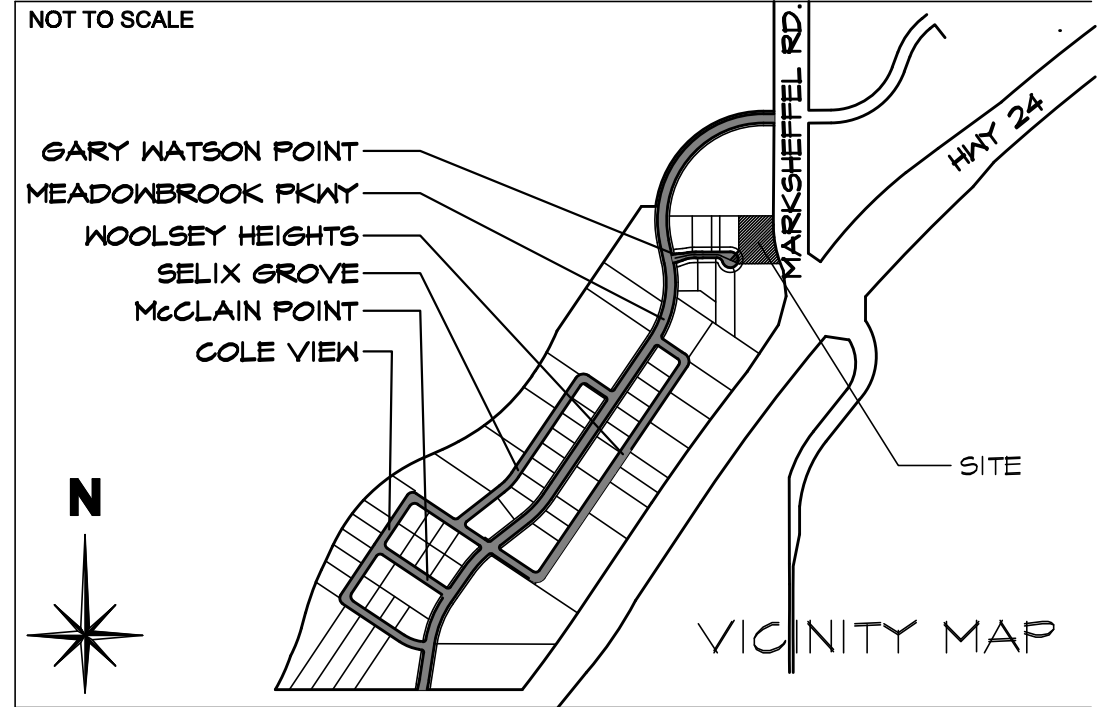 NOT TO SCALE
MARKSHEFFEL RD.
HWY 24
GARY WATSON POINT
MEADOWBROOK PKWY
WOOLSEY HEIGHTS
SELIX GROVE
McCLAIN POINT
COLE VIEW
SITE
N
VICINITY MAP